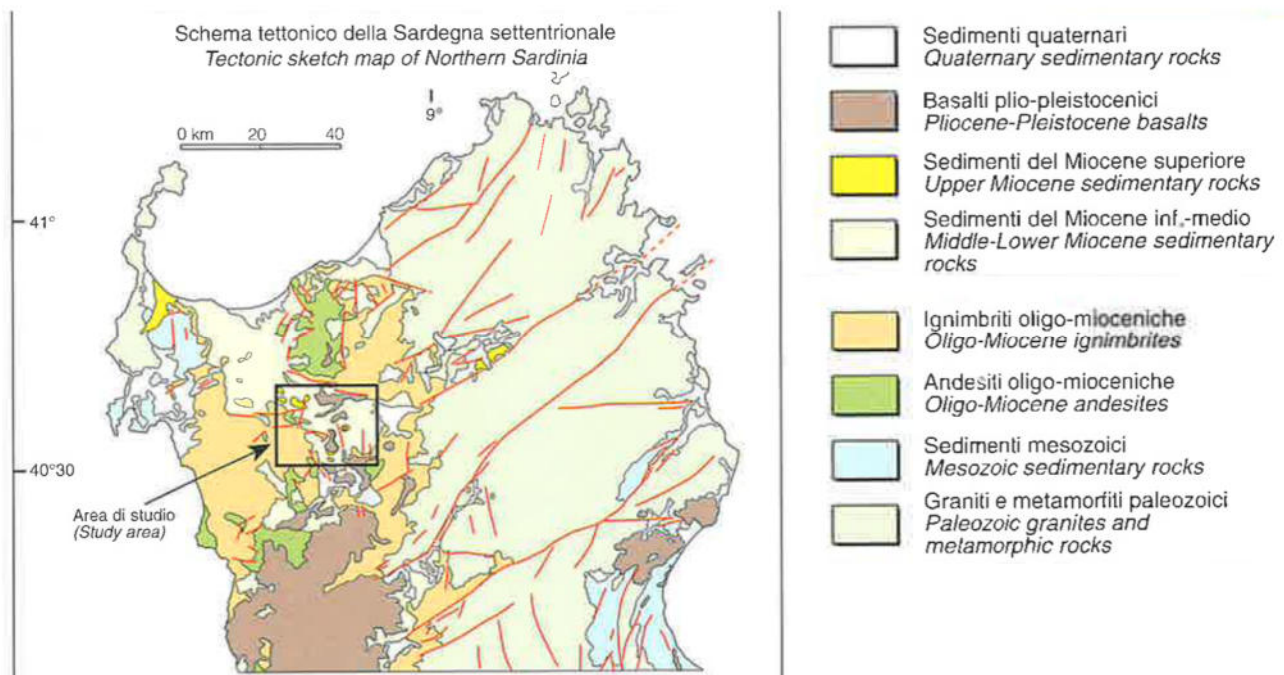 Schema tettonico della Sardegna settentrionale
Tectonic sketch map of Northern Sardinia
0 km 20 40
9°
41°
40°30
Area di studio
(Study area)
Sedimenti quaternari
Quaternary sedimentary rocks
Basalti plio-pleistocenici
Pliocene-Pleistocene basalts
Sedimenti del Miocene superiore
Upper Miocene sedimentary rocks
Sedimenti del Miocene inf.-medio
Middle-Lower Miocene sedimentary
rocks
Ignimbriti oligo-mioceniche
Oligo-Miocene ignimbrites
Andesiti oligo-mioceniche
Oligo-Miocene andesites
Sedimenti mesozoici
Mesozoic sedimentary rocks
Graniti e metamorfiti paleozoici
Paleozoic granites and
metamorphic rocks